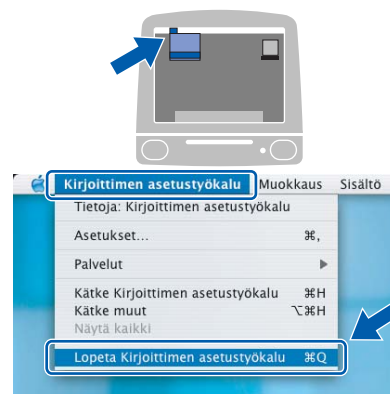 Kirjoittimen asetustyökalu Muokkaus Sisältö
Tietoja: Kirjoittimen asetustyökalu
Asetukset... ⌘,
Palvelut ▶
Kätke Kirjoittimen asetustyökalu ⌘H
Kätke muut ⌥⌘H
Näytä kaikki
Lopeta Kirjoittimen asetustyökalu ⌘Q